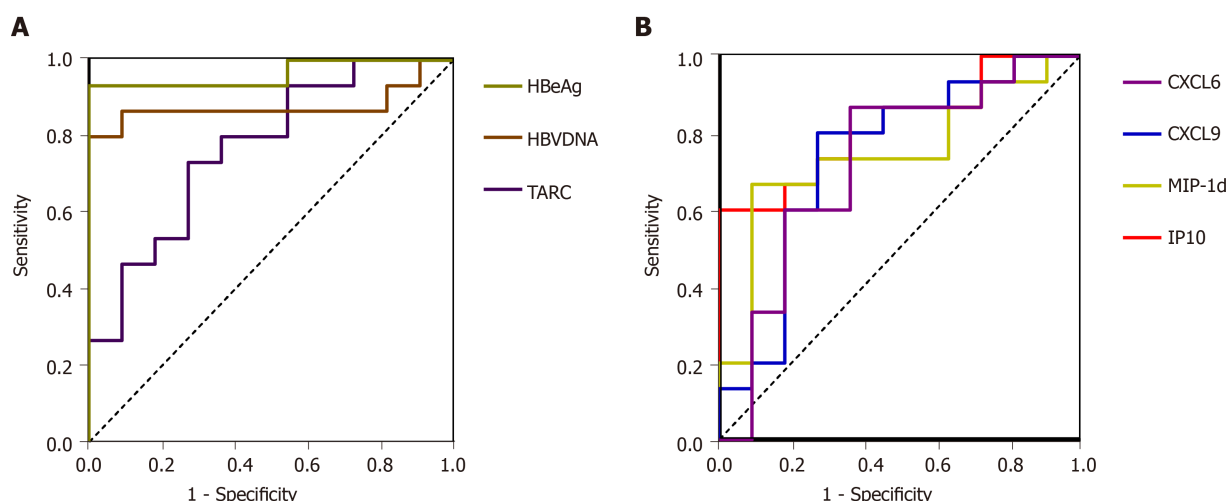 A
1.0
0.8
0.6
0.4
0.2
0.0
Sensitivity
0.0 0.2 0.4 0.6 0.8 1.0
1 - Specificity
HBeAg
HBVDNA
TARC
B
1.0
0.8
0.6
0.4
0.2
0.0
Sensitivity
0.0 0.2 0.4 0.6 0.8 1.0
1 - Specificity
CXCL6
CXCL9
MIP-1d
IP10